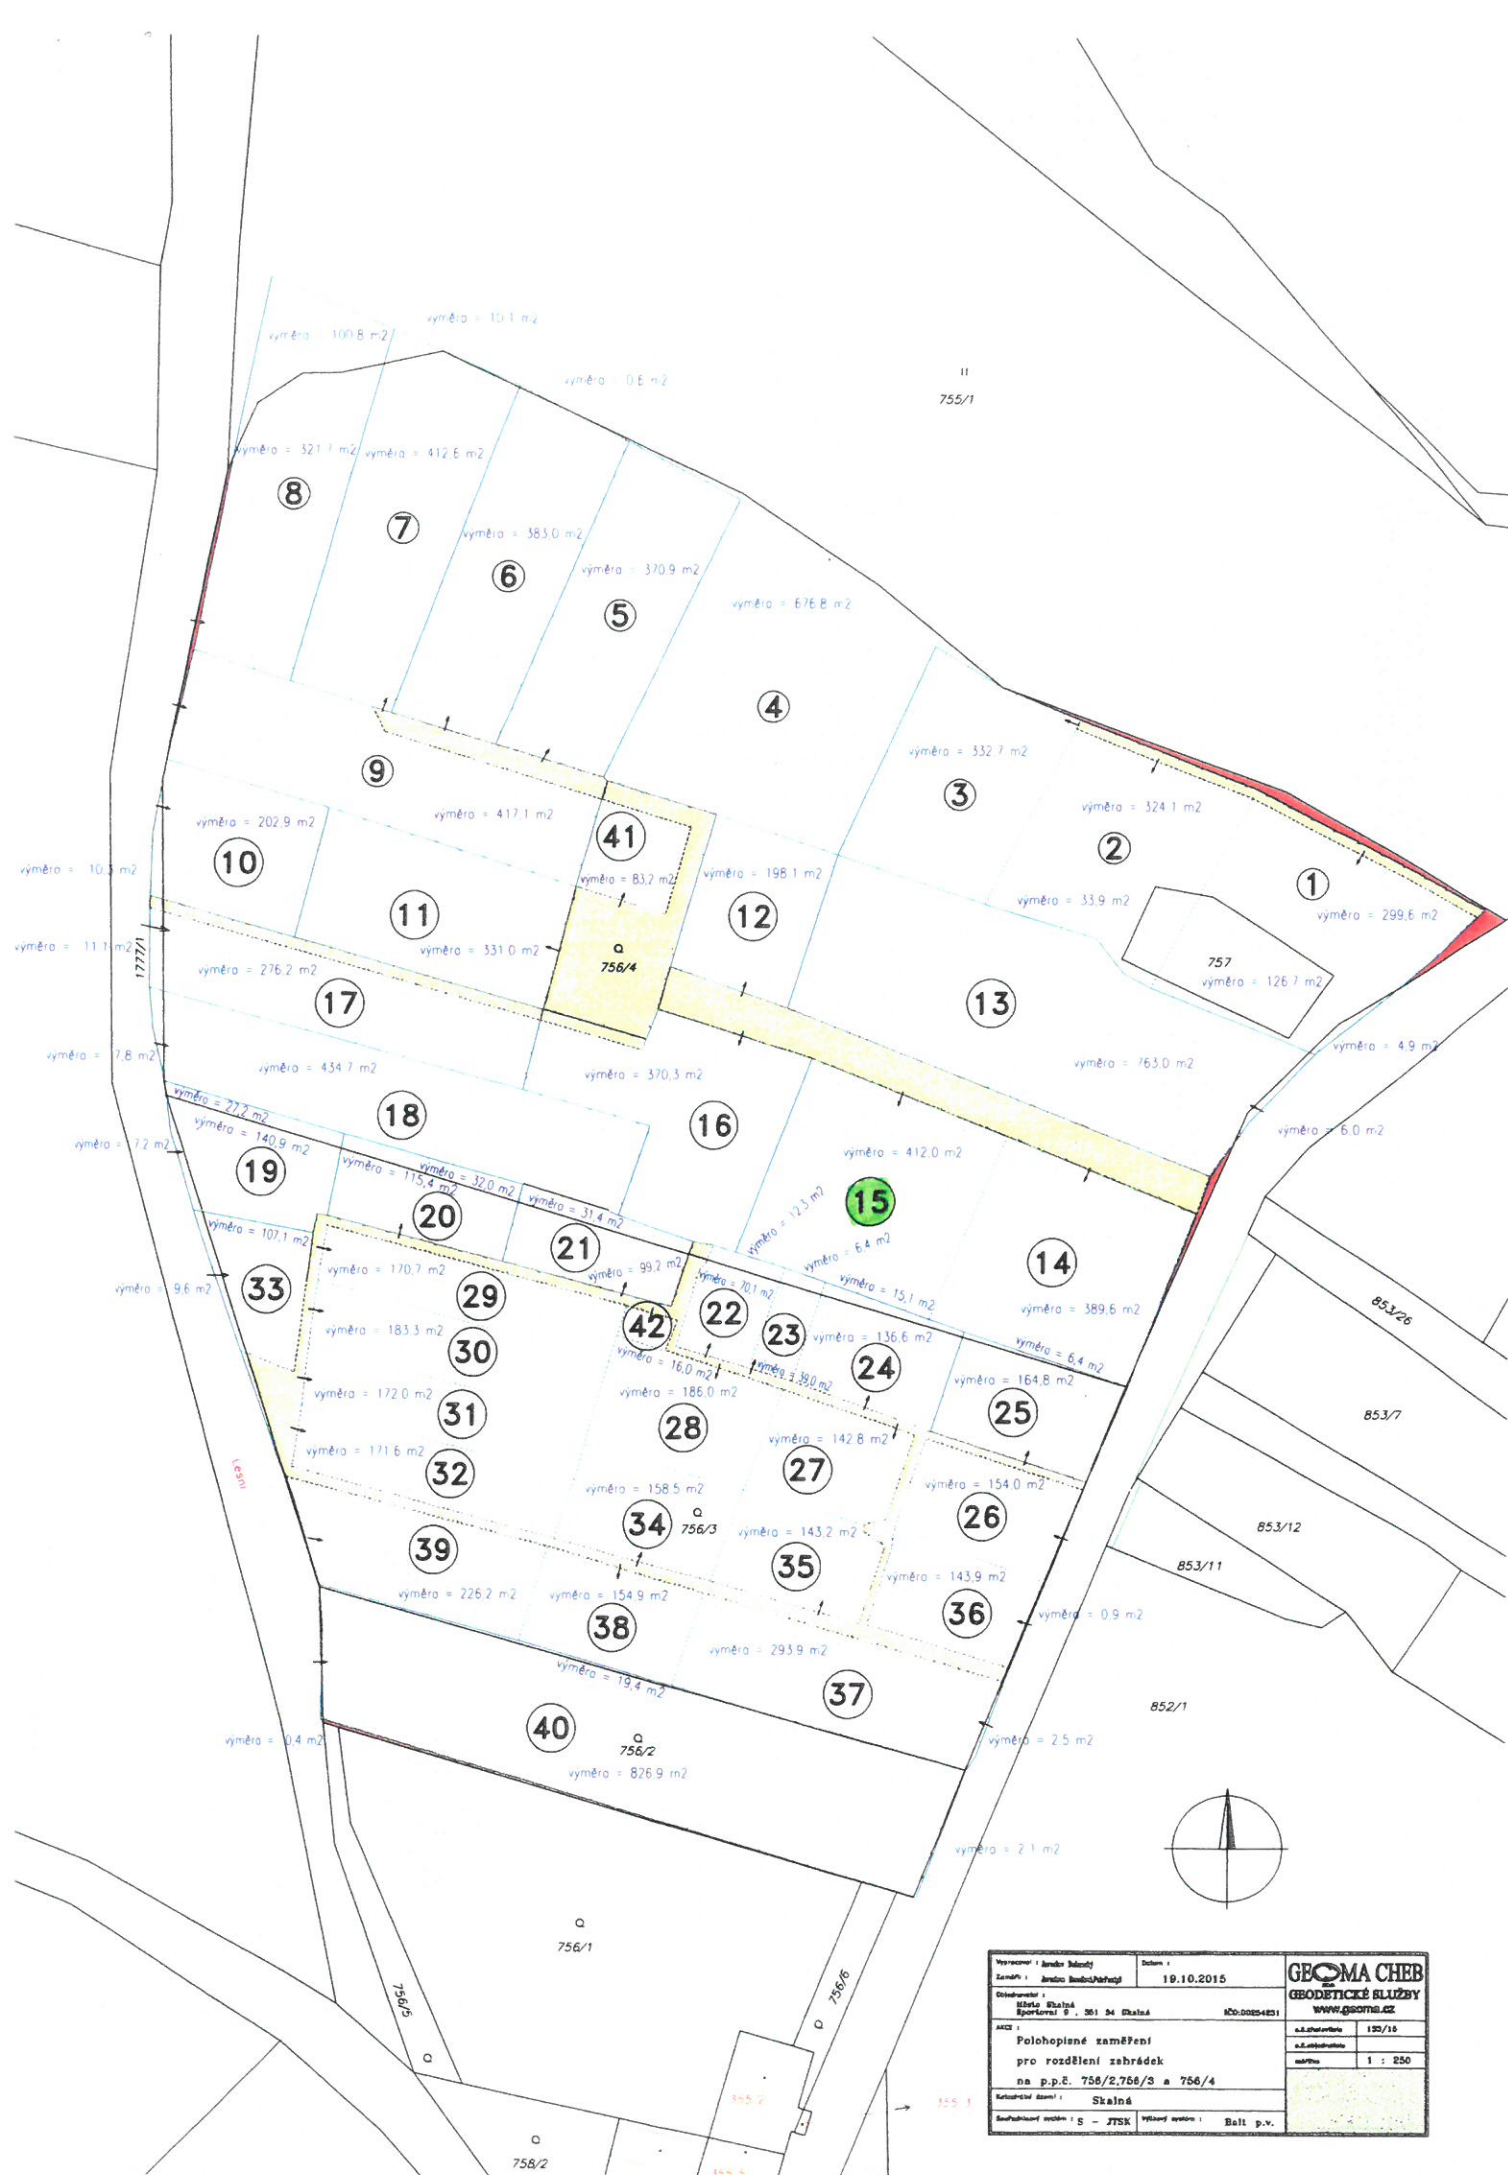 výměra = 100.8 m2
výměra = 10.1 m2
výměra = 0.6 m2
755/1
výměra = 321.7 m2
výměra = 412.6 m2
8
7
výměra = 383.0 m2
6
výměra = 370.9 m2
5
výměra = 676.8 m2
4
výměra = 332.7 m2
3
9
výměra = 417.1 m2
výměra = 324.1 m2
2
41
výměra = 202.9 m2
10
výměra = 83.2 m2
výměra = 198.1 m2
1
výměra = 33.9 m2
výměra = 299.6 m2
11
12
výměra = 11.1 m2
1777/1
výměra = 331.0 m2
756/4
757
výměra = 276.2 m2
výměra = 126.7 m2
17
13
výměra = 7.8 m2
výměra = 434.7 m2
výměra = 370.3 m2
výměra = 763.0 m2
výměra = 4.9 m2
výměra = 27.2 m2
18
16
výměra = 140.9 m2
výměra = 7.2 m2
výměra = 6.0 m2
výměra = 412.0 m2
19
výměra = 115.4 m2
výměra = 32.0 m2
výměra = 31.4 m2
15
výměra = 12.3 m2
20
výměra = 107.1 m2
výměra = 6.4 m2
21
výměra = 170.7 m2
výměra = 99.2 m2
výměra = 70.1 m2
14
výměra = 9.6 m2
33
29
výměra = 15.1 m2
výměra = 389.6 m2
853/26
22
42
23
výměra = 183.3 m2
30
výměra = 136.6 m2
výměra = 6.4 m2
výměra = 16.0 m2
24
výměra = 164.8 m2
výměra = 172.0 m2
výměra = 186.0 m2
31
28
25
853/7
výměra = 171.6 m2
výměra = 142.8 m2
32
27
Lesní
výměra = 158.5 m2
výměra = 154.0 m2
34
756/3
26
853/12
výměra = 143.2 m2
39
35
853/11
výměra = 143.9 m2
výměra = 226.2 m2
výměra = 154.9 m2
36
výměra = 0.9 m2
38
výměra = 293.9 m2
výměra = 19.4 m2
37
852/1
40
výměra = 0.4 m2
756/2
výměra = 2.5 m2
výměra = 826.9 m2
výměra = 2.1 m2
756/1
756/5
756/6
758/2
Datum :
19.10.2015
Město Skalná
Sportovní 9 , 351 34 Skalná
IČO:00254231
AKCE :
Polohopisné zaměření
pro rozdělení zahrádek
na p.p.č. 756/2,756/3 a 756/4
Katastrální území :
Skalná
S - JTSK
Výškový systém :
Balt p.v.
GEOMA CHEB
GEODETICKÉ SLUŽBY
www.geoma.cz
1 : 250